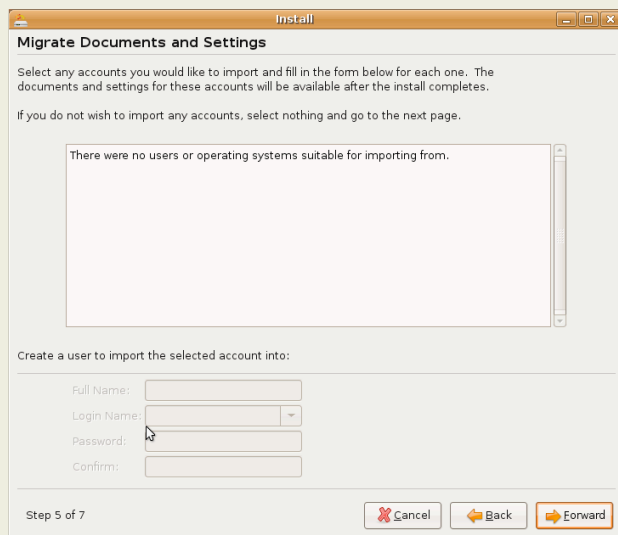 Install
Migrate Documents and Settings
Select any accounts you would like to import and fill in the form below for each one. The
documents and settings for these accounts will be available after the install completes.
If you do not wish to import any accounts, select nothing and go to the next page.
There were no users or operating systems suitable for importing from.
Create a user to import the selected account into:
Full Name:
Login Name:
Password:
Confirm:
Step 5 of 7
Cancel
Back
Forward